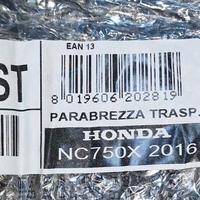 EAN 13
ST
8 019606 202819
PARABREZZA TRASP.
HONDA
NC750X 2016